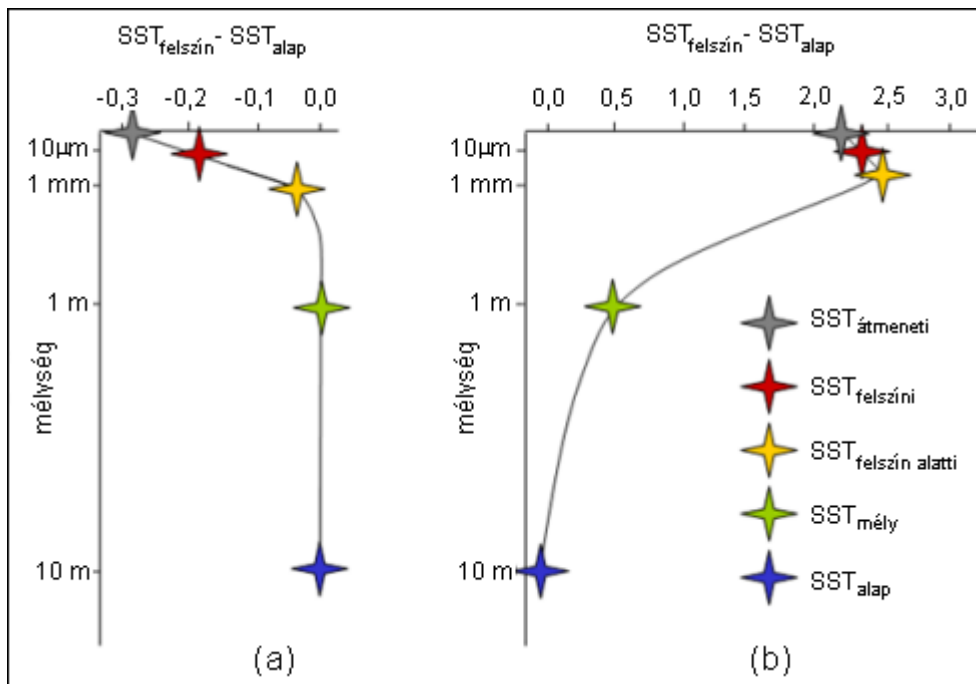 SSTfelszín- SSTalap
-0,3 -0,2 -0,1 0,0
10μm
1 mm
1 m
10 m
mélység
(a)
SSTfelszín- SSTalap
0,0 0,5 1,0 1,5 2,0 2,5 3,0
10μm
1 mm
1 m
10 m
mélység
SSTátmeneti
SSTfelszíni
SSTfelszín alatti
SSTmély
SSTalap
(b)